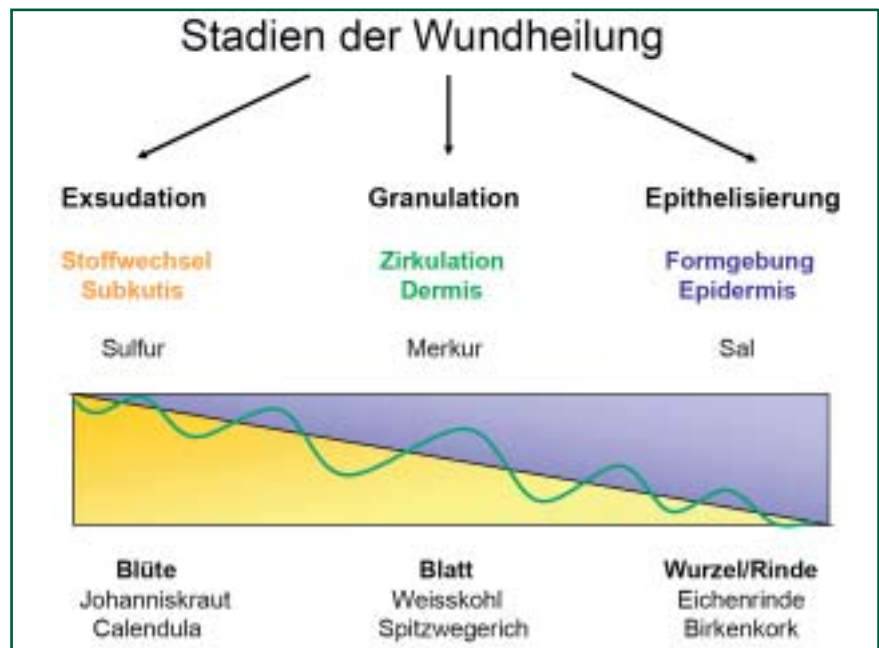 Stadien der Wundheilung
Exsudation Granulation Epithelisierung
Stoffwechsel Zirkulation Formgebung
Subkutis Dermis Epidermis
Sulfur Merkur Sal
Blüte Blatt Wurzel/Rinde
Johanniskraut Weisskohl Eichenrinde
Calendula Spitzwegerich Birkenkork